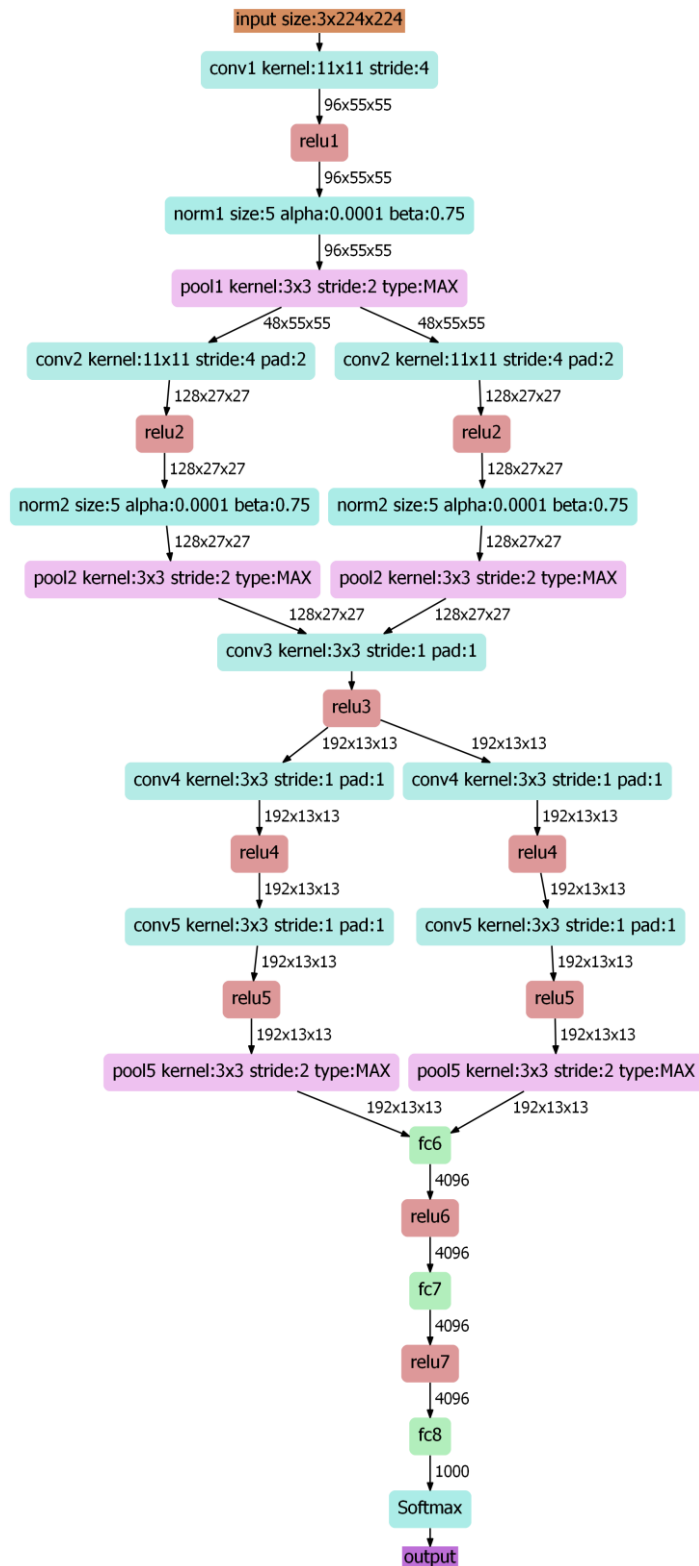 input size:3x224x224
conv1 kernel:11x11 stride:4
96x55x55
relu1
96x55x55
norm1 size:5 alpha:0.0001 beta:0.75
96x55x55
pool1 kernel:3x3 stride:2 type:MAX
48x55x55
48x55x55
conv2 kernel:11x11 stride:4 pad:2
conv2 kernel:11x11 stride:4 pad:2
128x27x27
128x27x27
relu2
relu2
128x27x27
128x27x27
norm2 size:5 alpha:0.0001 beta:0.75
norm2 size:5 alpha:0.0001 beta:0.75
128x27x27
128x27x27
pool2 kernel:3x3 stride:2 type:MAX
pool2 kernel:3x3 stride:2 type:MAX
128x27x27
128x27x27
conv3 kernel:3x3 stride:1 pad:1
relu3
192x13x13
192x13x13
conv4 kernel:3x3 stride:1 pad:1
conv4 kernel:3x3 stride:1 pad:1
192x13x13
192x13x13
relu4
relu4
192x13x13
192x13x13
conv5 kernel:3x3 stride:1 pad:1
conv5 kernel:3x3 stride:1 pad:1
192x13x13
192x13x13
relu5
relu5
192x13x13
192x13x13
pool5 kernel:3x3 stride:2 type:MAX
pool5 kernel:3x3 stride:2 type:MAX
192x13x13
192x13x13
fc6
4096
relu6
4096
fc7
4096
relu7
4096
fc8
1000
Softmax
output